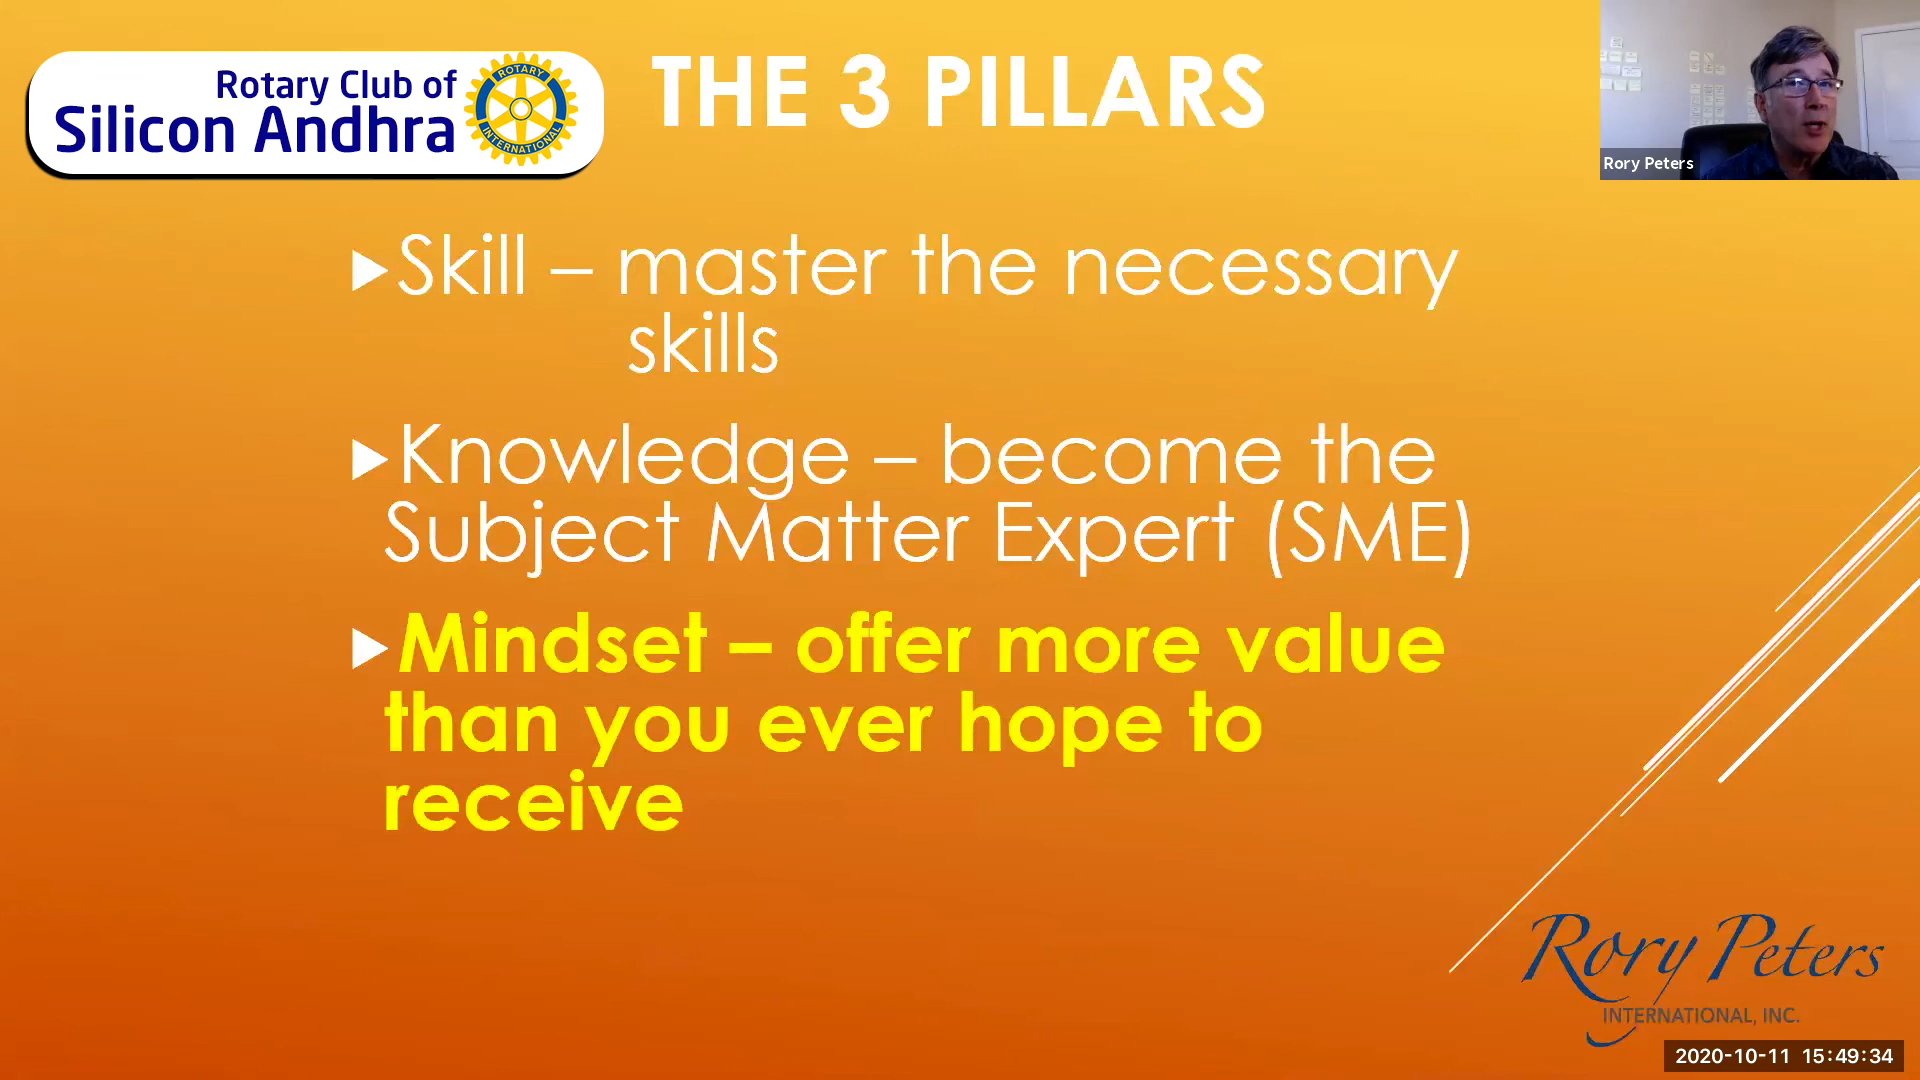 Rotary Club of
Silicon Andhra
ROTARY
INTERNATIONAL
THE 3 PILLARS
Rory Peters
Skill – master the necessary
skills
Knowledge – become the
Subject Matter Expert (SME)
Mindset – offer more value
than you ever hope to
receive
Rory Peters
INTERNATIONAL, INC.
2020-10-11 15:49:34